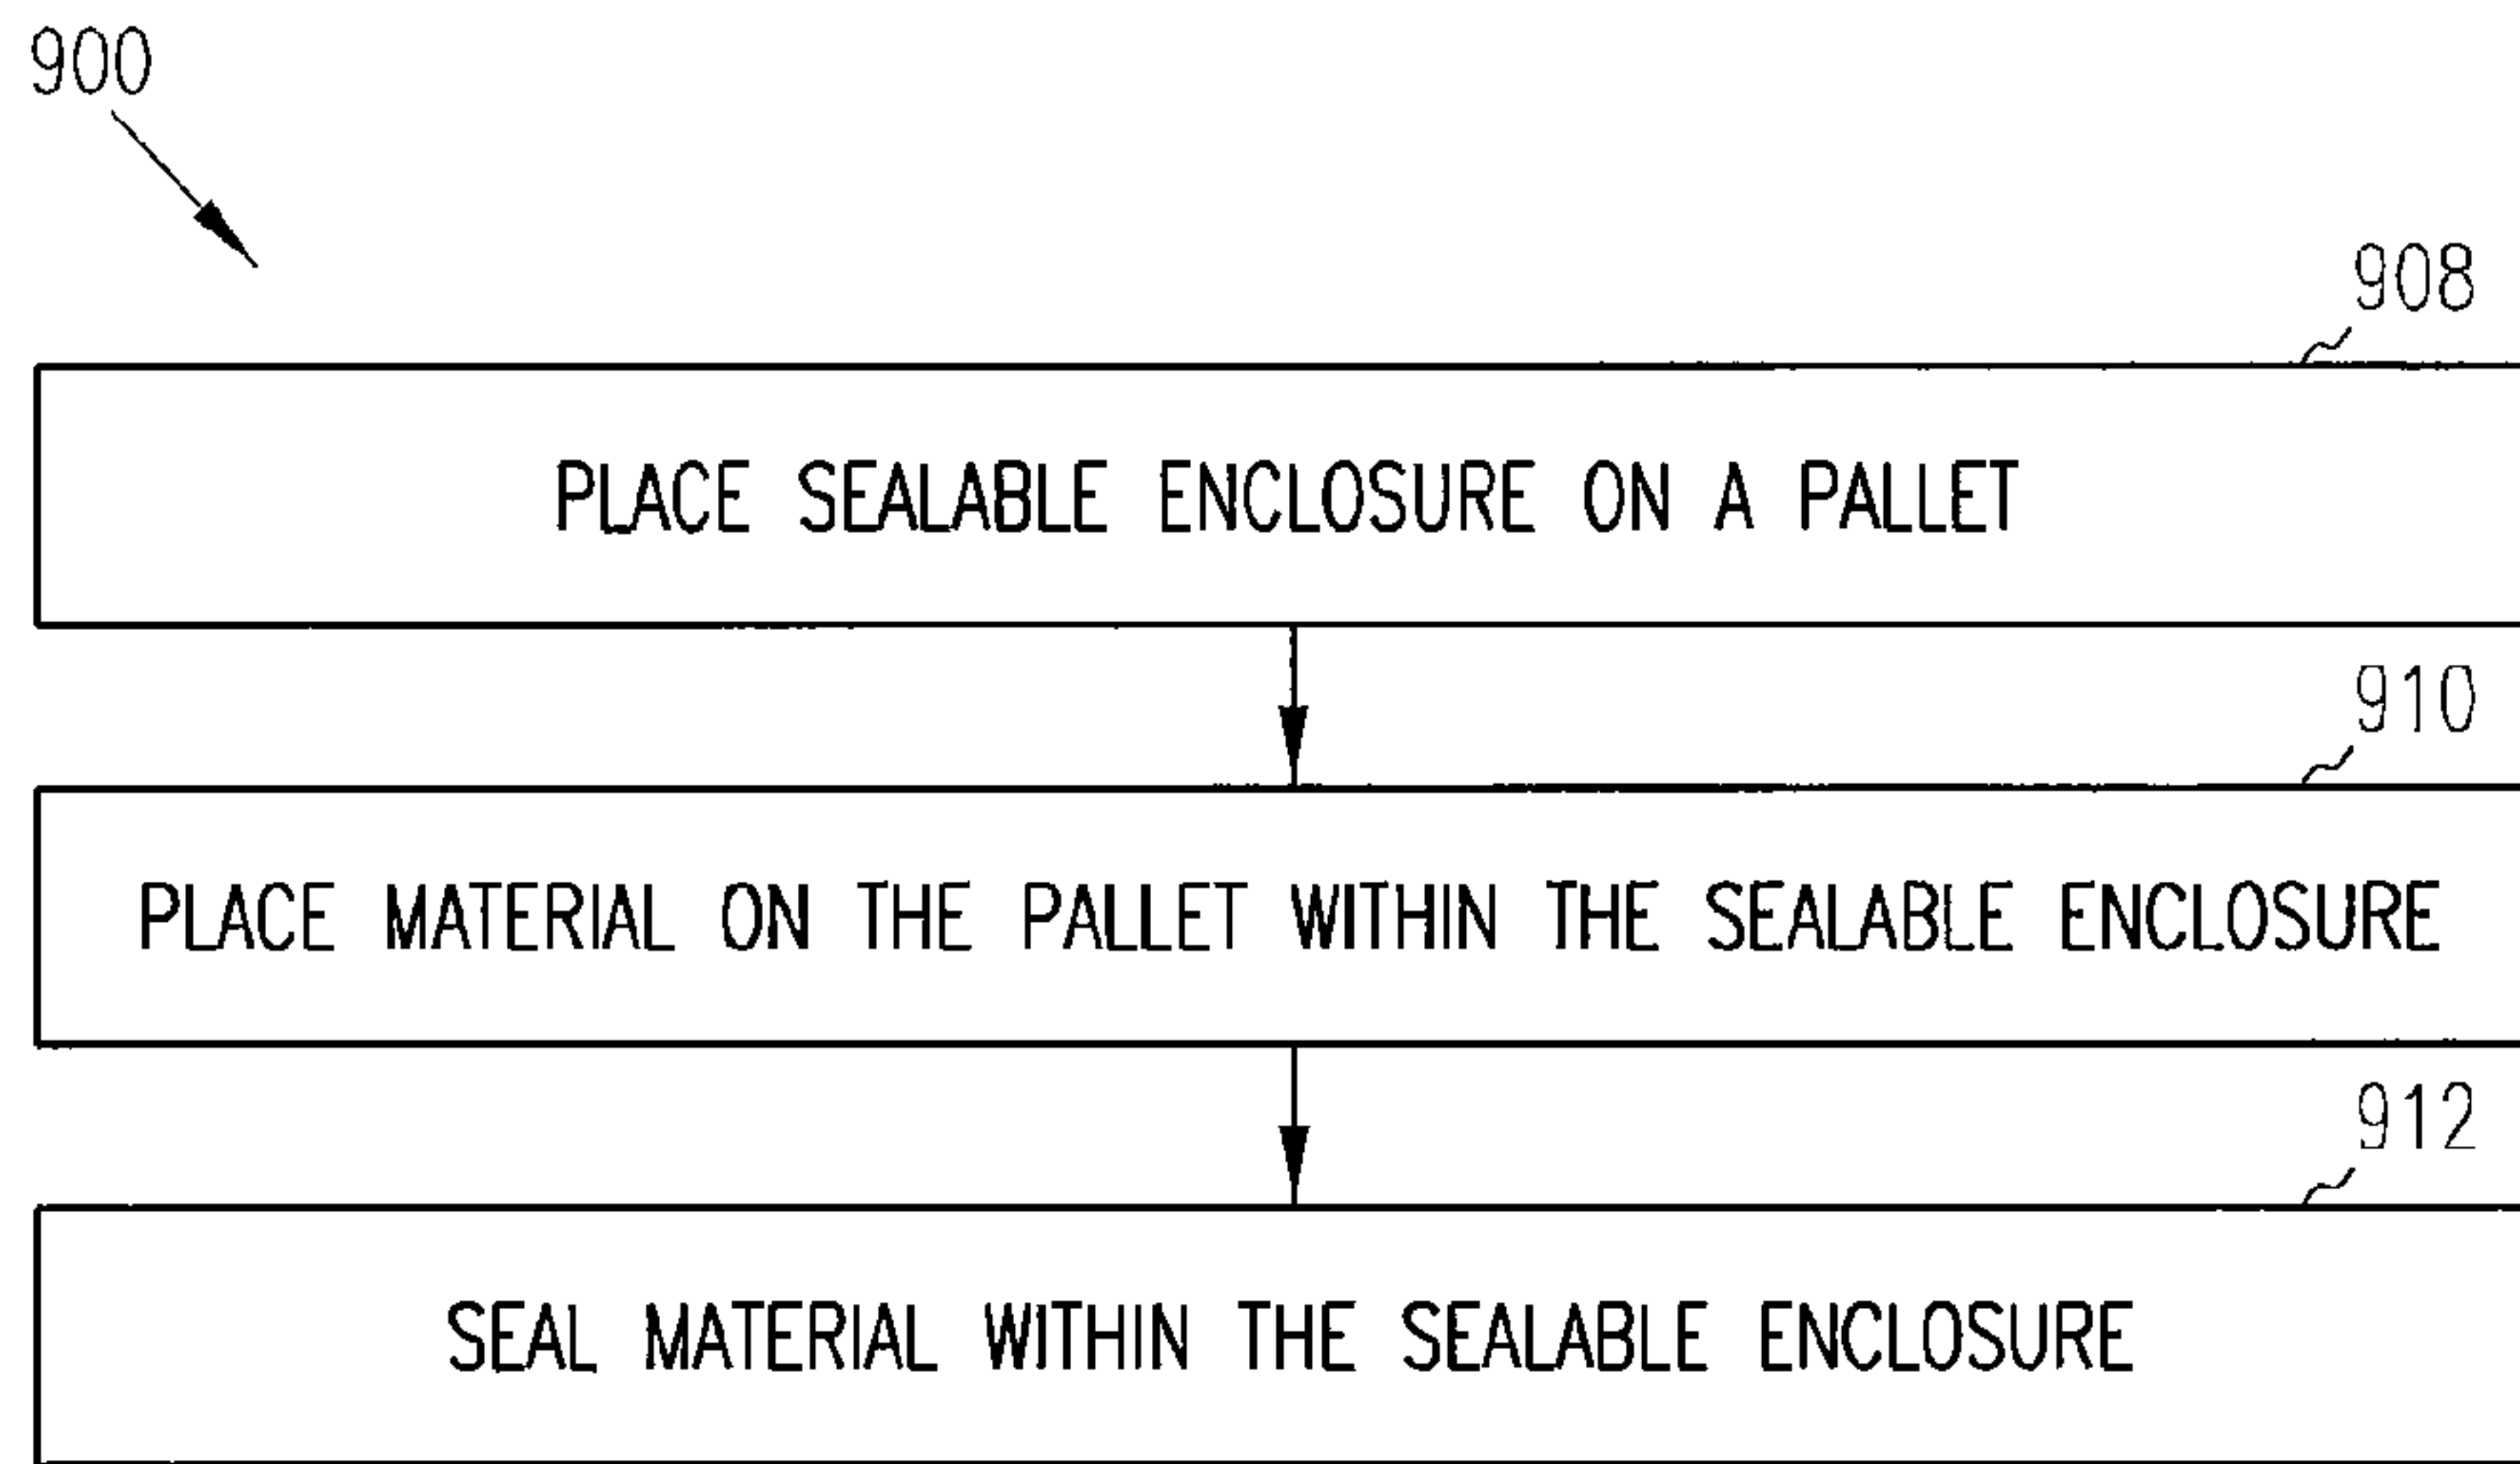 900
908
PLACE SEALABLE ENCLOSURE ON A PALLET
910
PLACE MATERIAL ON THE PALLET WITHIN THE SEALABLE ENCLOSURE
912
SEAL MATERIAL WITHIN THE SEALABLE ENCLOSURE